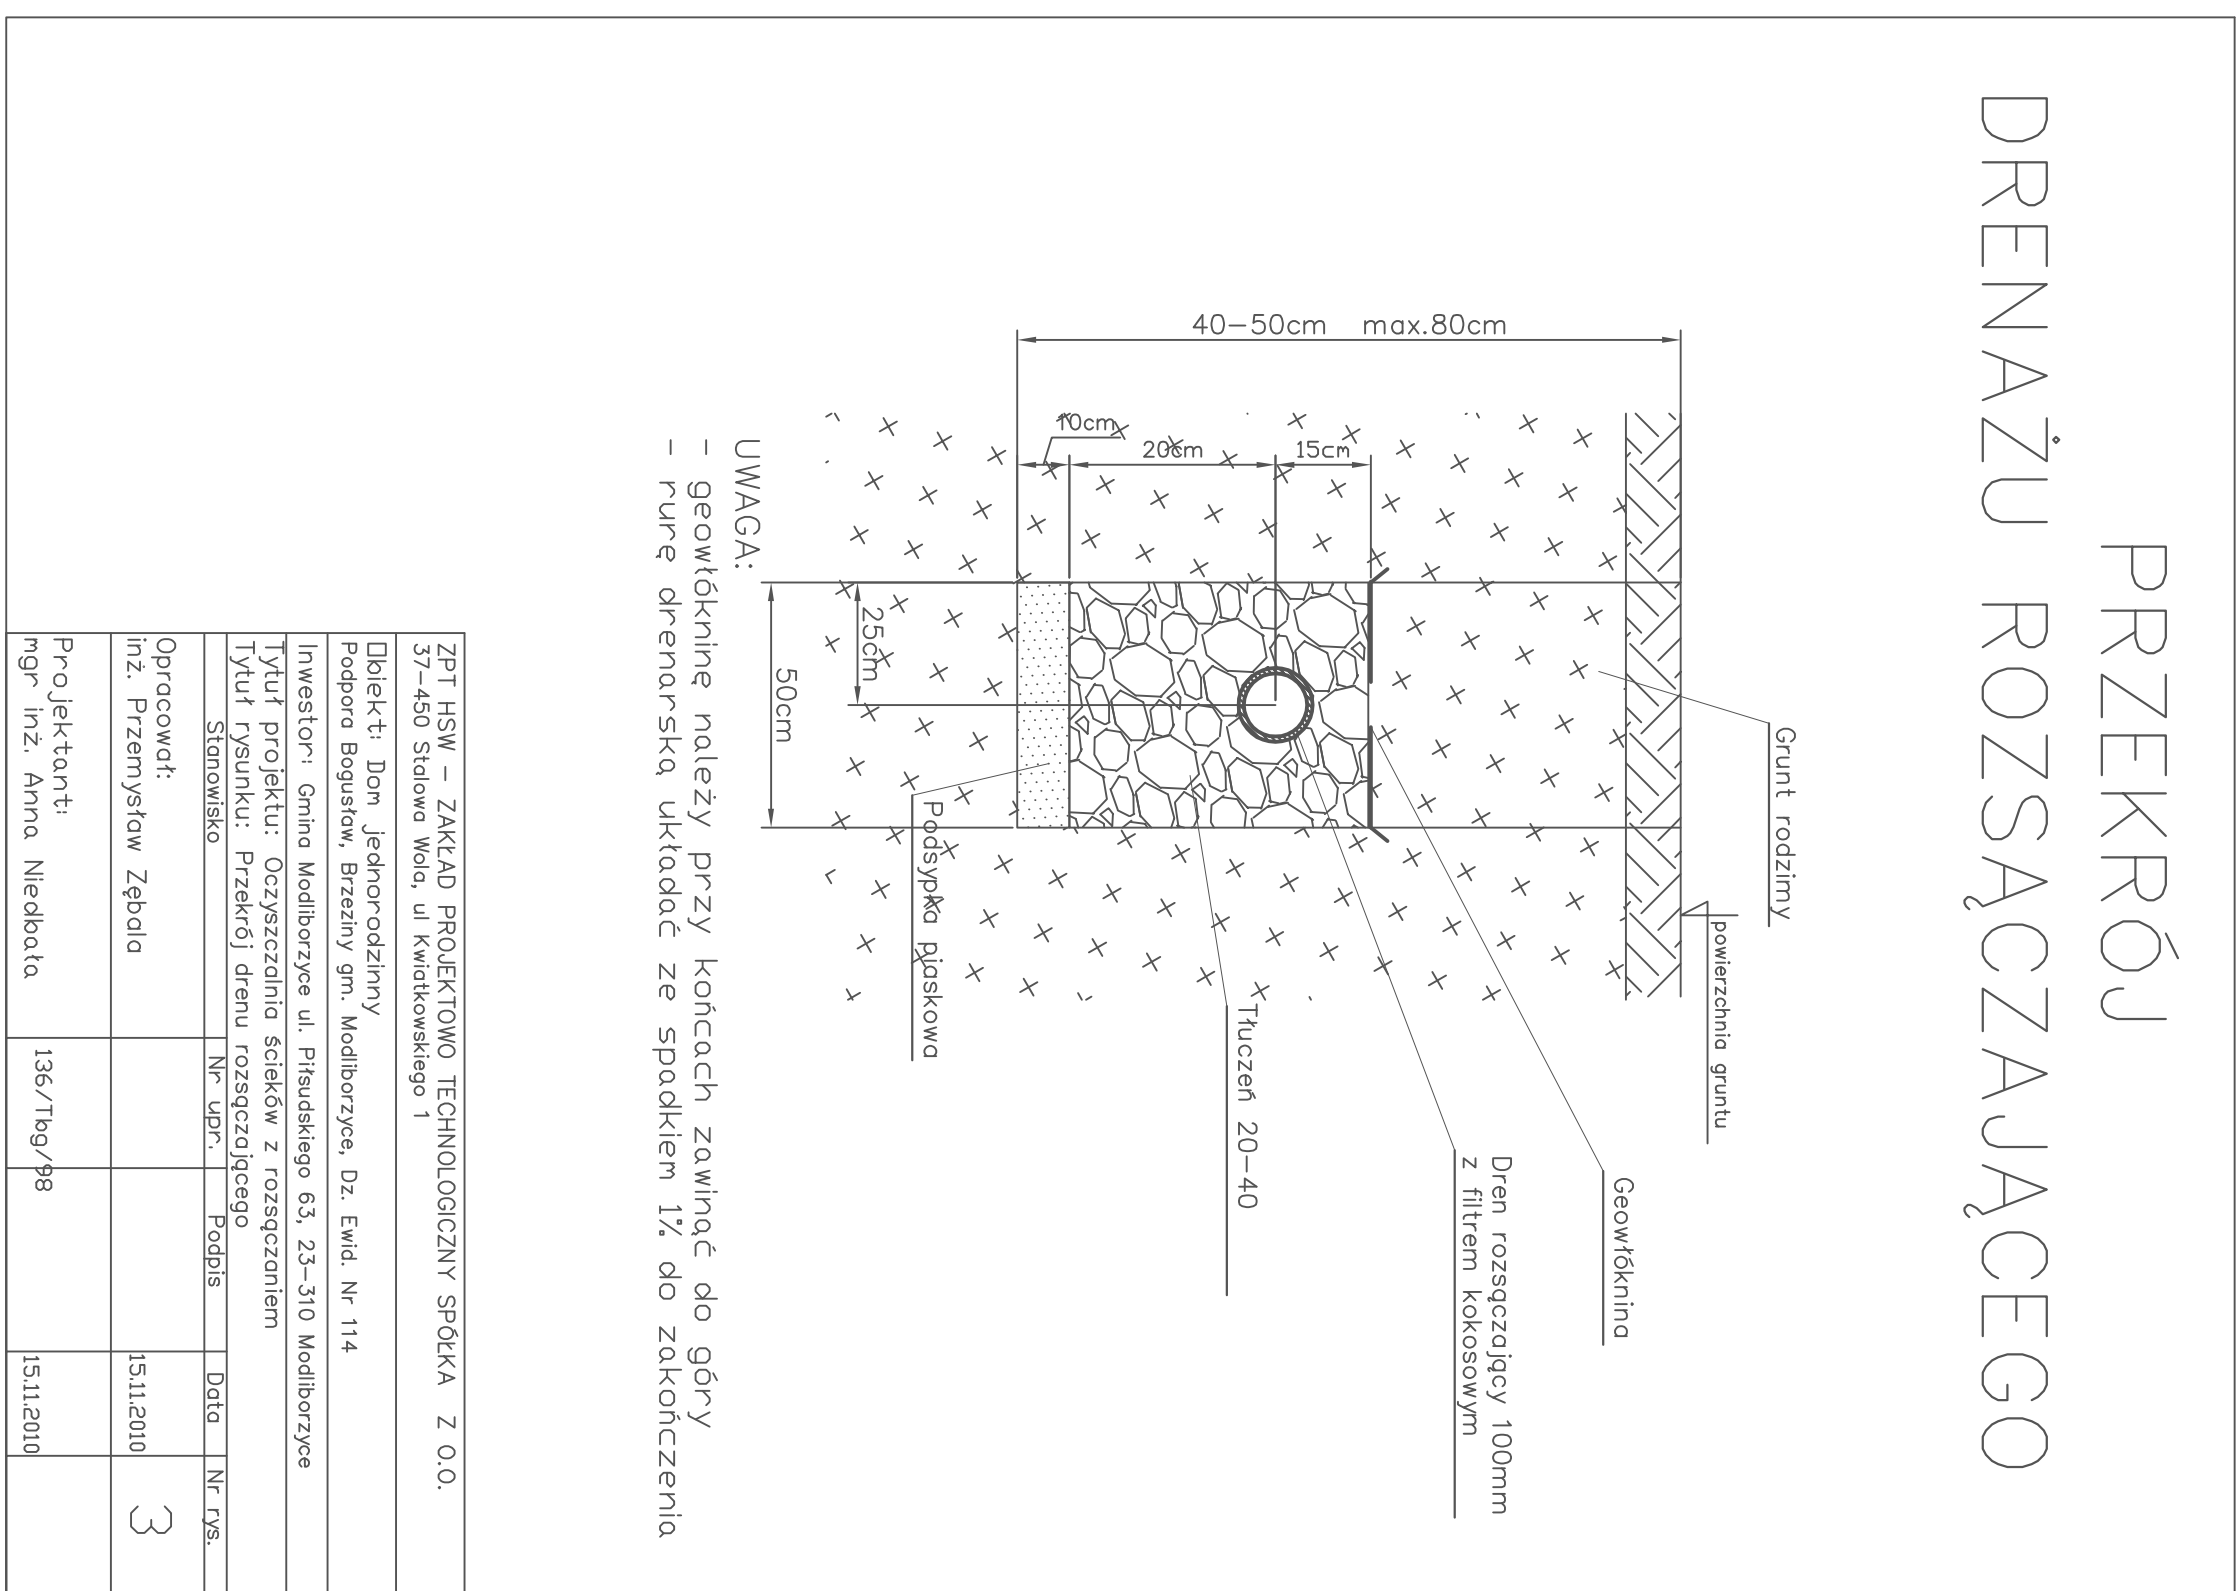 PRZEKRÓJ
DRENAŻU ROZSĄCZAJĄCEGO
Grunt rodzimy
powierzchnia gruntu
Geowłóknina
Dren rozsączający 100mm
z filtrem kokosowym
Tłuczeń 20-40
Podsypka piaskowa
40-50cm max.80cm
15cm
20cm
10cm
25cm
50cm
UWAGA:
- geowłókninę należy przy końcach zawinąć do góry
- rurę drenarską układać ze spadkiem 1% do zakończenia
ZPT HSW - ZAKŁAD PROJEKTOWO TECHNOLOGICZNY SPÓŁKA Z O.O.
37-450 Stalowa Wola, ul Kwiatkowskiego 1
Obiekt: Dom jednorodzinny
Podpora Bogusław, Brzeziny gm. Modliborzyce, Dz. Ewid. Nr 114
Inwestor: Gmina Modliborzyce ul. Piłsudskiego 63, 23-310 Modliborzyce
Tytuł projektu: Oczyszczalnia ścieków z rozsączaniem
Tytuł rysunku: Przekrój drenu rozsączającego
Stanowisko Nr upr. Podpis Data Nr rys.
Opracował:
inż. Przemysław Zębala 15.11.2010 3
Projektant:
mgr inż. Anna Niedbała 136/Tbg/98 15.11.2010